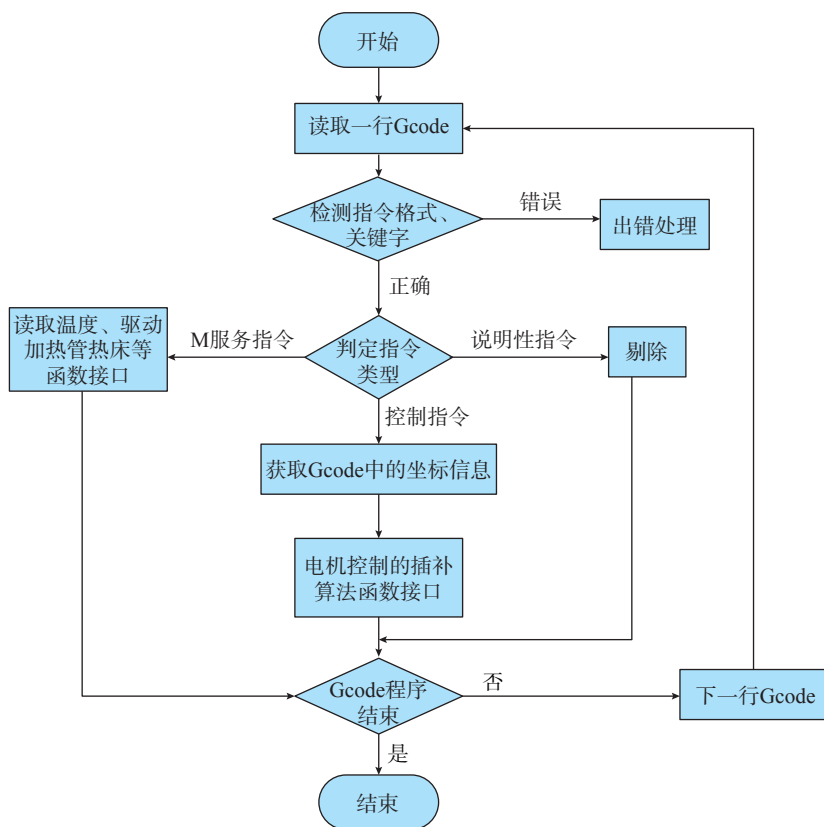 开始
读取一行Gcode
检测指令格式、
关键字
错误
出错处理
正确
读取温度、驱动
加热管热床等
函数接口
M服务指令
判定指令
类型
说明性指令
剔除
控制指令
获取Gcode中的坐标信息
电机控制的插补
算法函数接口
Gcode程序
结束
否
下一行Gcode
是
结束